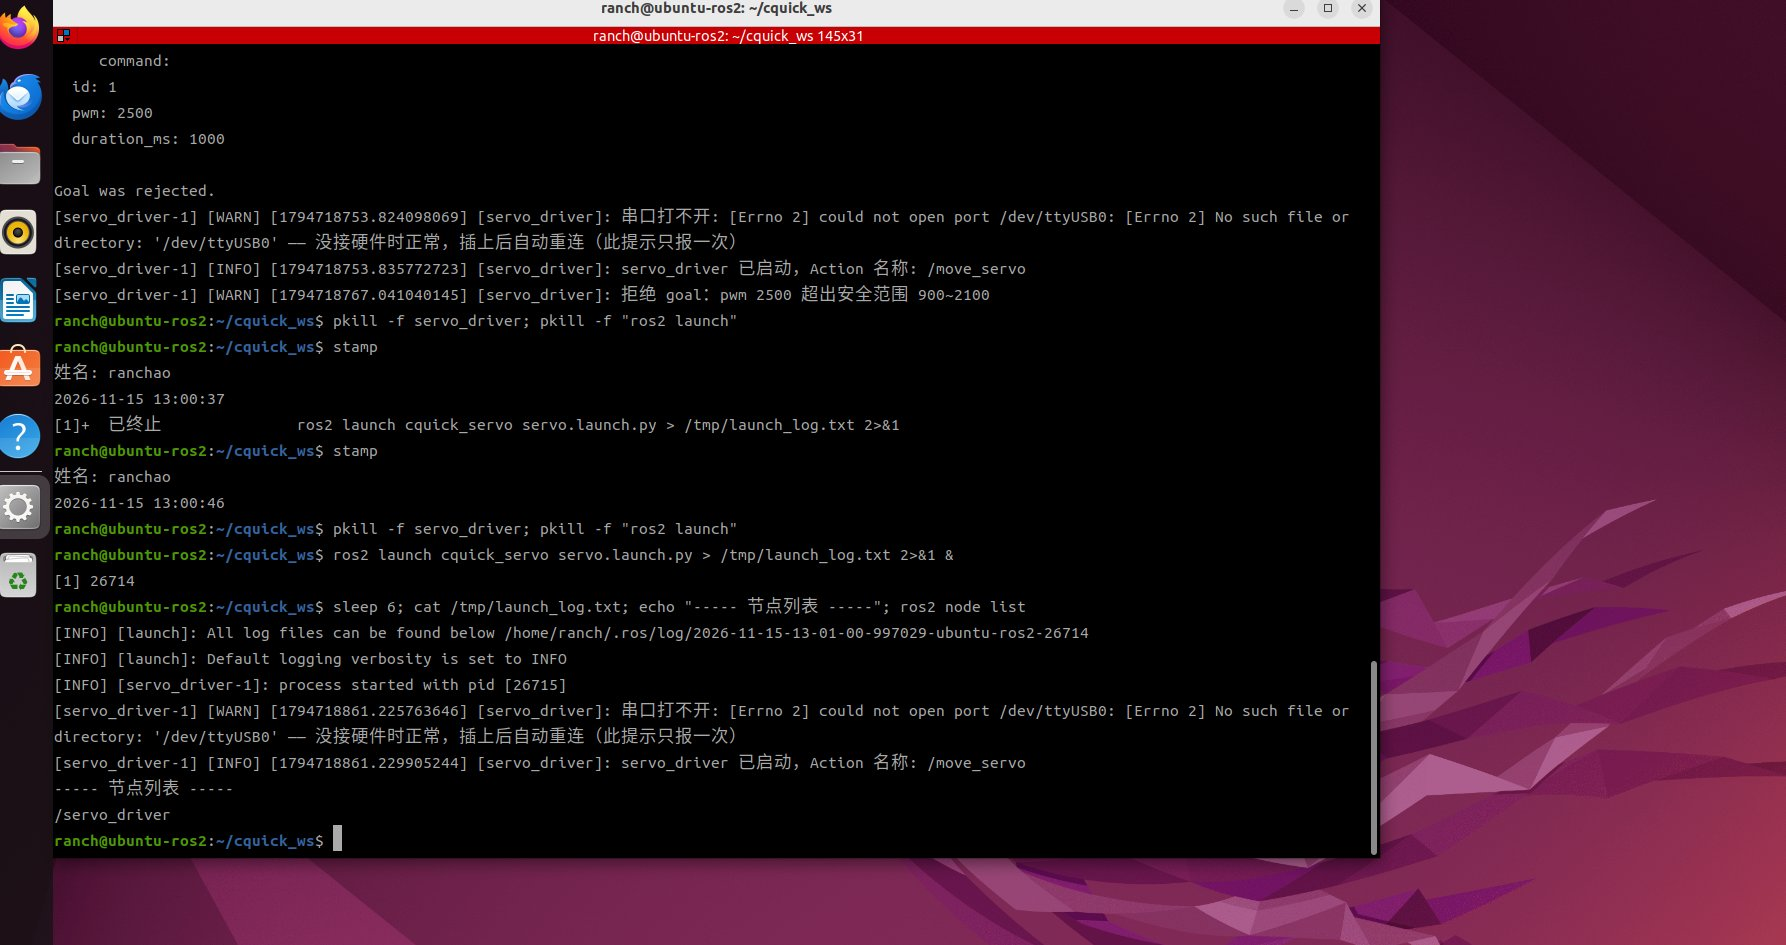 ranch@ubuntu-ros2: ~/cquick_ws
ranch@ubuntu-ros2: ~/cquick_ws 145x31
command:
id: 1
pwm: 2500
duration_ms: 1000
Goal was rejected.
[servo_driver-1] [WARN] [1794718753.824098069] [servo_driver]: 串口打不开: [Errno 2] could not open port /dev/ttyUSB0: [Errno 2] No such file or
directory: '/dev/ttyUSB0' —— 没接硬件时正常，插上后自动重连（此提示只报一次）
[servo_driver-1] [INFO] [1794718753.835772723] [servo_driver]: servo_driver 已启动，Action 名称: /move_servo
[servo_driver-1] [WARN] [1794718767.041040145] [servo_driver]: 拒绝 goal：pwm 2500 超出安全范围 900~2100
ranch@ubuntu-ros2:~/cquick_ws$ pkill -f servo_driver; pkill -f "ros2 launch"
ranch@ubuntu-ros2:~/cquick_ws$ stamp
姓名: ranchao
2026-11-15 13:00:37
[1]+  已终止               ros2 launch cquick_servo servo.launch.py > /tmp/launch_log.txt 2>&1
ranch@ubuntu-ros2:~/cquick_ws$ stamp
姓名: ranchao
2026-11-15 13:00:46
ranch@ubuntu-ros2:~/cquick_ws$ pkill -f servo_driver; pkill -f "ros2 launch"
ranch@ubuntu-ros2:~/cquick_ws$ ros2 launch cquick_servo servo.launch.py > /tmp/launch_log.txt 2>&1 &
[1] 26714
ranch@ubuntu-ros2:~/cquick_ws$ sleep 6; cat /tmp/launch_log.txt; echo "----- 节点列表 -----"; ros2 node list
[INFO] [launch]: All log files can be found below /home/ranch/.ros/log/2026-11-15-13-01-00-997029-ubuntu-ros2-26714
[INFO] [launch]: Default logging verbosity is set to INFO
[INFO] [servo_driver-1]: process started with pid [26715]
[servo_driver-1] [WARN] [1794718861.225763646] [servo_driver]: 串口打不开: [Errno 2] could not open port /dev/ttyUSB0: [Errno 2] No such file or
directory: '/dev/ttyUSB0' —— 没接硬件时正常，插上后自动重连（此提示只报一次）
[servo_driver-1] [INFO] [1794718861.229905244] [servo_driver]: servo_driver 已启动，Action 名称: /move_servo
----- 节点列表 -----
/servo_driver
ranch@ubuntu-ros2:~/cquick_ws$